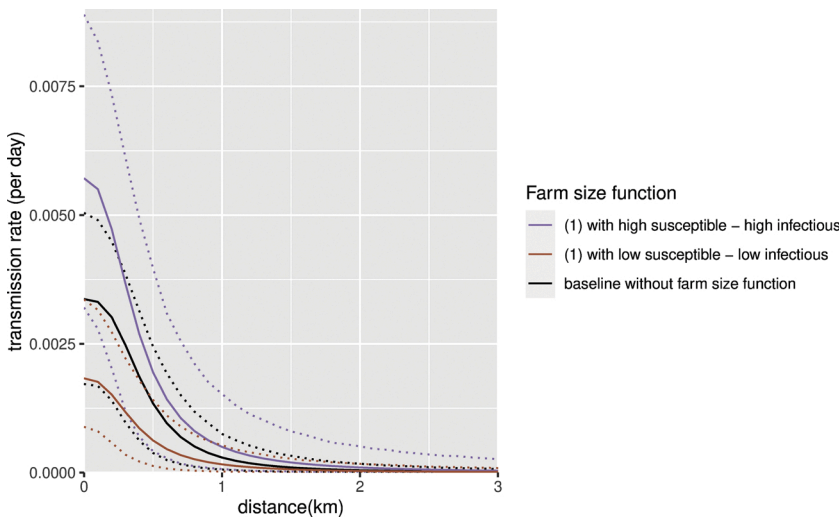 0.0075
0.0050
0.0025
0.0000
0 1 2 3
distance(km)
transmission rate (per day)
Farm size function
(1) with high susceptible − high infectious
(1) with low susceptible − low infectious
baseline without farm size function